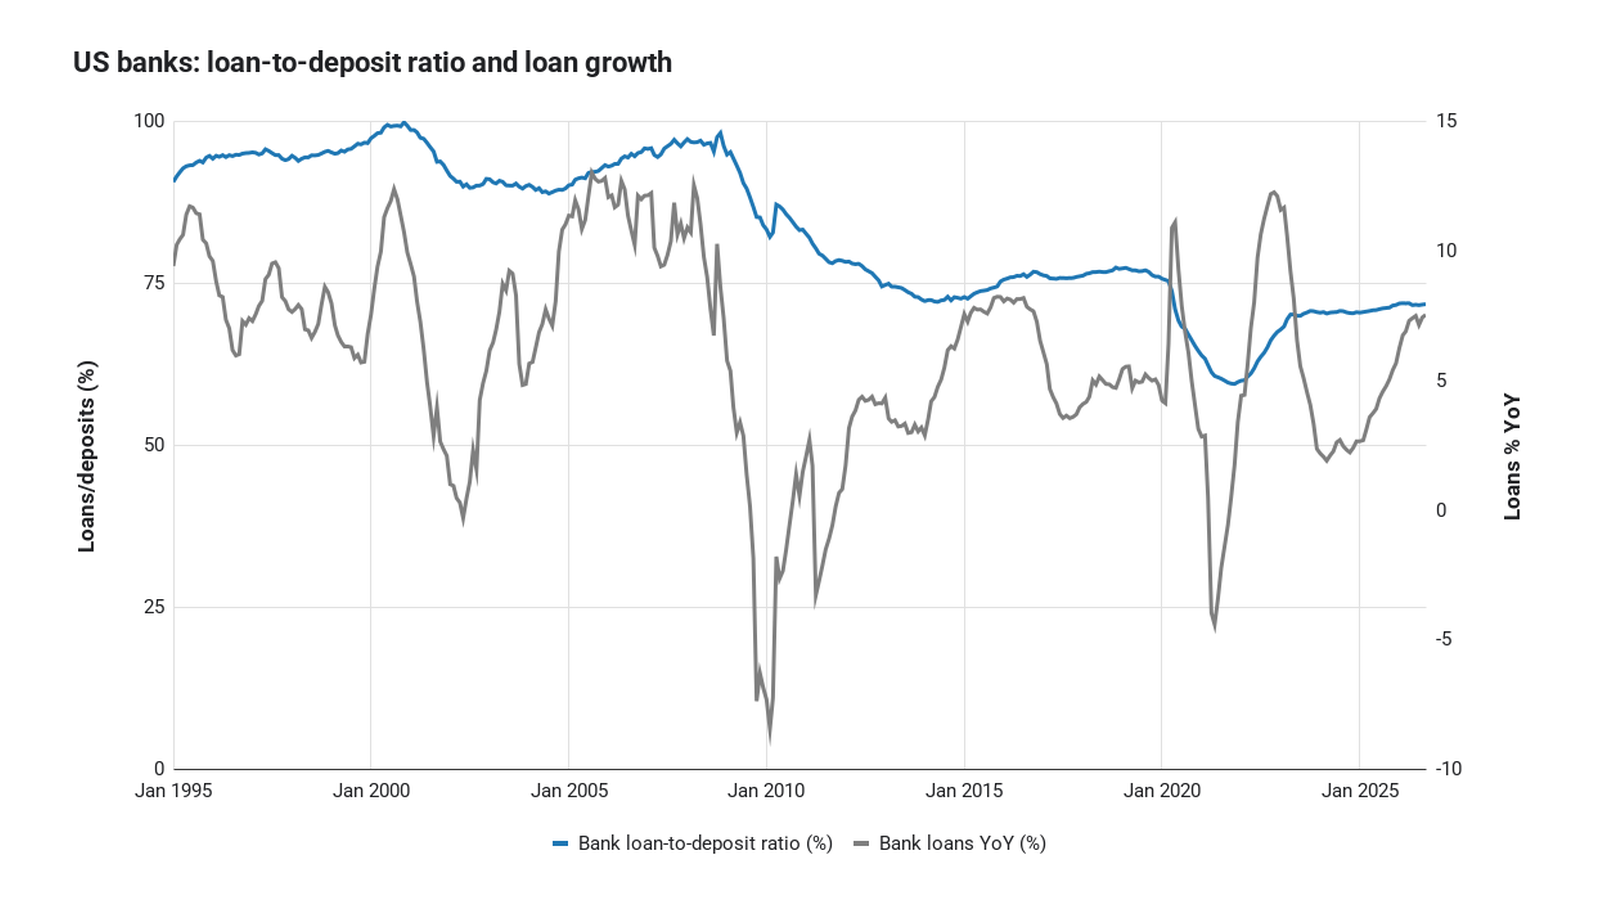 US banks: loan-to-deposit ratio and loan growth
100
75
50
25
0
15
10
5
0
-5
-10
Loans/deposits (%)
Loans % YoY
Jan 1995
Jan 2000
Jan 2005
Jan 2010
Jan 2015
Jan 2020
Jan 2025
Bank loan-to-deposit ratio (%)
Bank loans YoY (%)